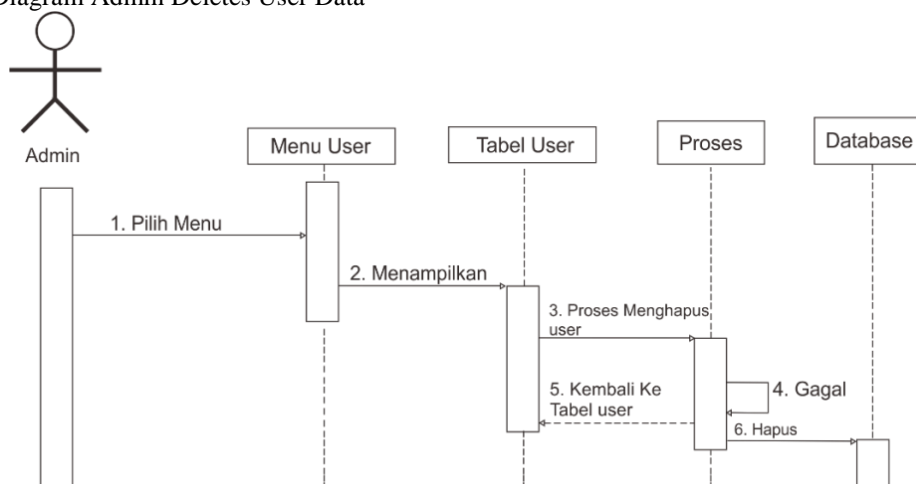 Diagram Admin Deletes User Data
Admin
Menu User
Tabel User
Proses
Database
1. Pilih Menu
2. Menampilkan
3. Proses Menghapus
user
4. Gagal
5. Kembali Ke
Tabel user
6. Hapus